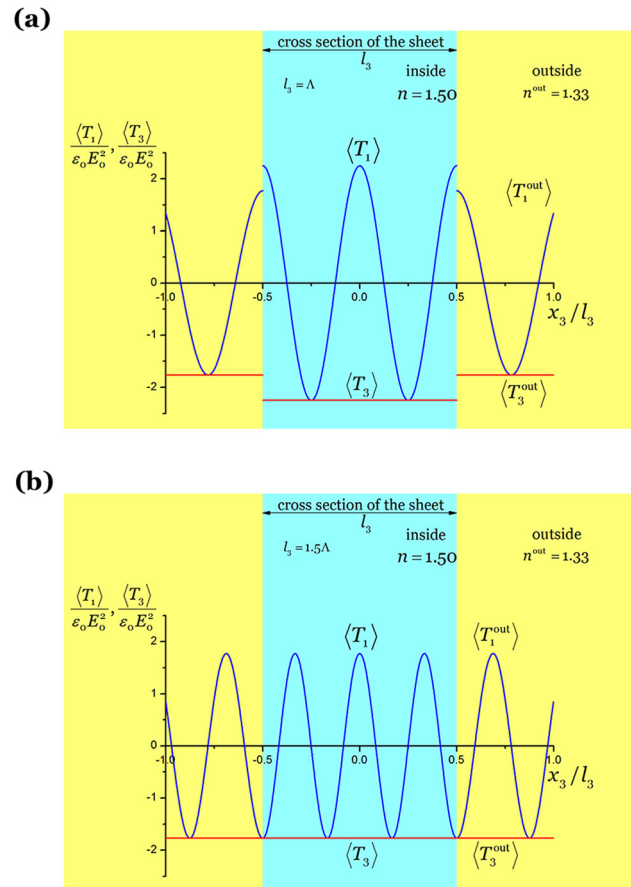 (a)
cross section of the sheet
l₃
l₃ = Λ
inside
outside
n = 1.50
nᵒᵘᵗ = 1.33
⟨T₁⟩/ε₀E₀², ⟨T₃⟩/ε₀E₀²
⟨T₁⟩
2
⟨T₁ᵒᵘᵗ⟩
1
0
-1.0 -0.5 0.0 0.5 1.0
x₃/l₃
-1
⟨T₃⟩ ⟨T₃ᵒᵘᵗ⟩
-2
(b)
cross section of the sheet
l₃
inside
outside
l₃ = 1.5Λ
n = 1.50
nᵒᵘᵗ = 1.33
⟨T₁⟩/ε₀E₀², ⟨T₃⟩/ε₀E₀²
⟨T₁⟩ ⟨T₁ᵒᵘᵗ⟩
2
1
0
-1.0 -0.5 0.0 0.5 1.0
x₃/l₃
-1
⟨T₃⟩ ⟨T₃ᵒᵘᵗ⟩
-2